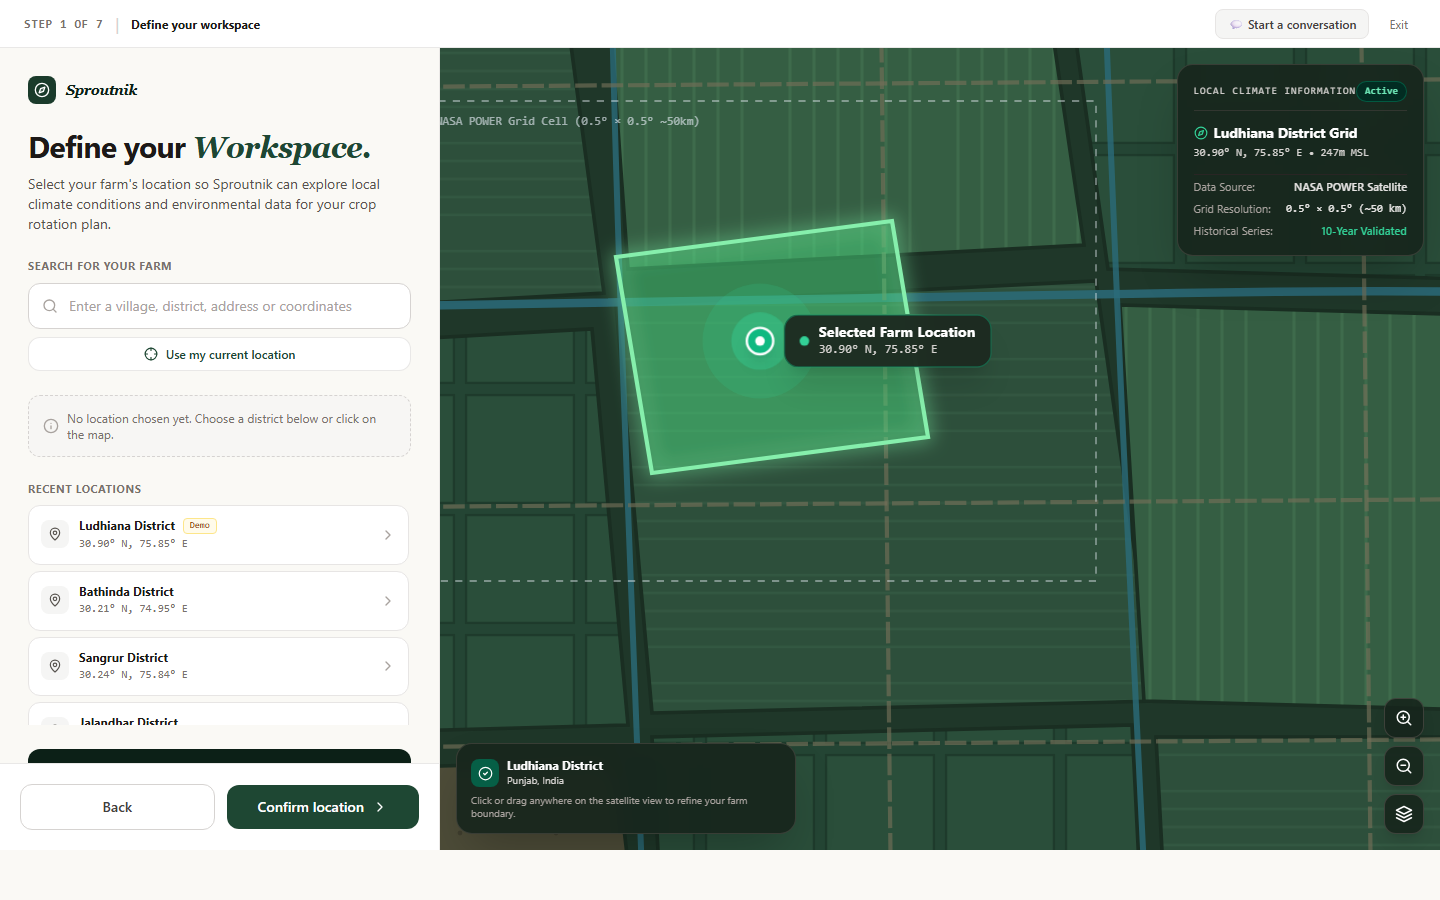 STEP 1 OF 7
Define your workspace
Start a conversation
Exit
Sproutnik
Define your Workspace.
Select your farm's location so Sproutnik can explore local
climate conditions and environmental data for your crop
rotation plan.
SEARCH FOR YOUR FARM
Enter a village, district, address or coordinates
Use my current location
No location chosen yet. Choose a district below or click on
the map.
RECENT LOCATIONS
Ludhiana District Demo
30.90° N, 75.85° E
Bathinda District
30.21° N, 74.95° E
Sangrur District
30.24° N, 75.84° E
Jalandhar District
Back
Confirm location
NASA POWER Grid Cell (0.5° × 0.5° ~50km)
Selected Farm Location
30.90° N, 75.85° E
LOCAL CLIMATE INFORMATION Active
Ludhiana District Grid
30.90° N, 75.85° E • 247m MSL
Data Source: NASA POWER Satellite
Grid Resolution: 0.5° × 0.5° (~50 km)
Historical Series: 10-Year Validated
Ludhiana District
Punjab, India
Click or drag anywhere on the satellite view to refine your farm
boundary.